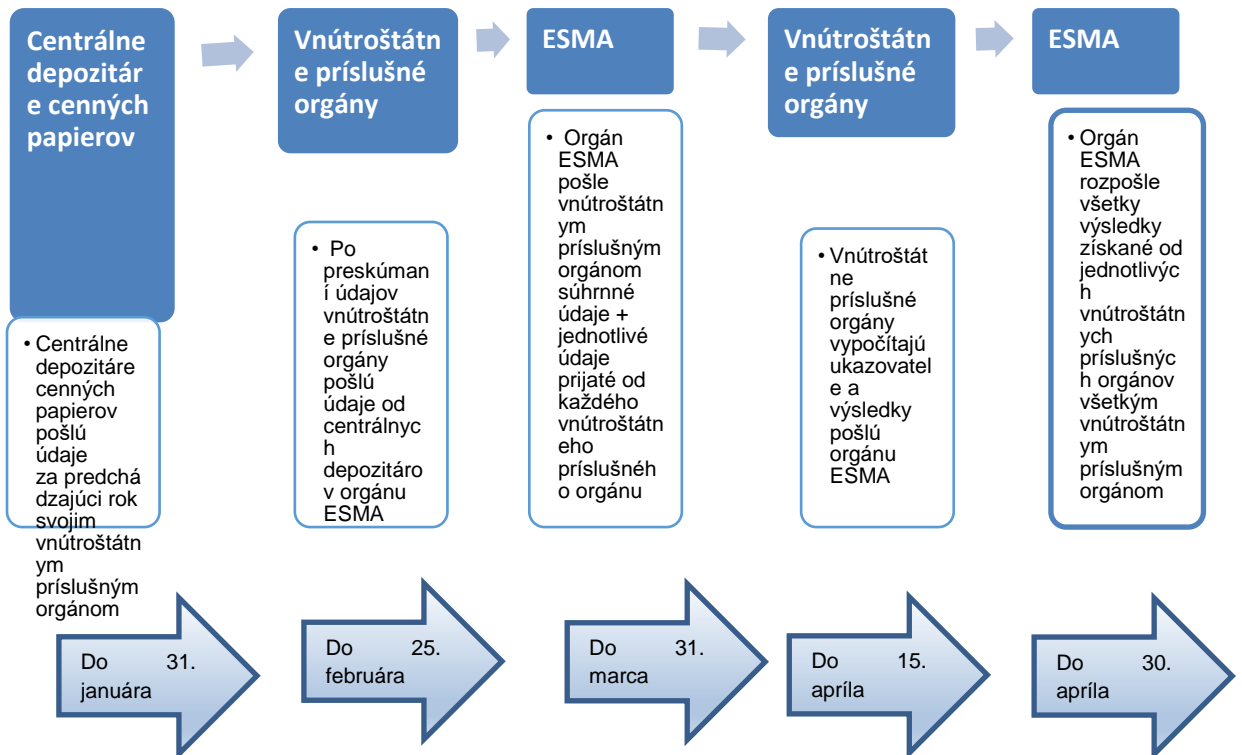 Centrálne
depozitár
e cenných
papierov
Vnútroštátn
e príslušné
orgány
ESMA
Vnútroštátn
e príslušné
orgány
ESMA
• Centrálne
depozitáre
cenných
papierov
pošlú
údaje
za predchá
dzajúci rok
svojim
vnútroštátn
ym
príslušným
orgánom
• Po
preskúman
í údajov
vnútroštátn
e príslušné
orgány
pošlú
údaje od
centrálnyc
h
depozitáro
v orgánu
ESMA
• Orgán
ESMA
pošle
vnútroštátn
ym
príslušným
orgánom
súhrnné
údaje +
jednotlivé
údaje
prijaté od
každého
vnútroštátn
eho
príslušnéh
o orgánu
• Vnútroštát
ne
príslušné
orgány
vypočítajú
ukazovatel
e a
výsledky
pošlú
orgánu
ESMA
• Orgán
ESMA
rozpošle
všetky
výsledky
získané od
jednotlivýc
h
vnútroštátn
ych
príslušnýc
h orgánov
všetkým
vnútroštátn
ym
príslušným
orgánom
Do 31.
januára
Do 25.
februára
Do 31.
marca
Do 15.
apríla
Do 30.
apríla